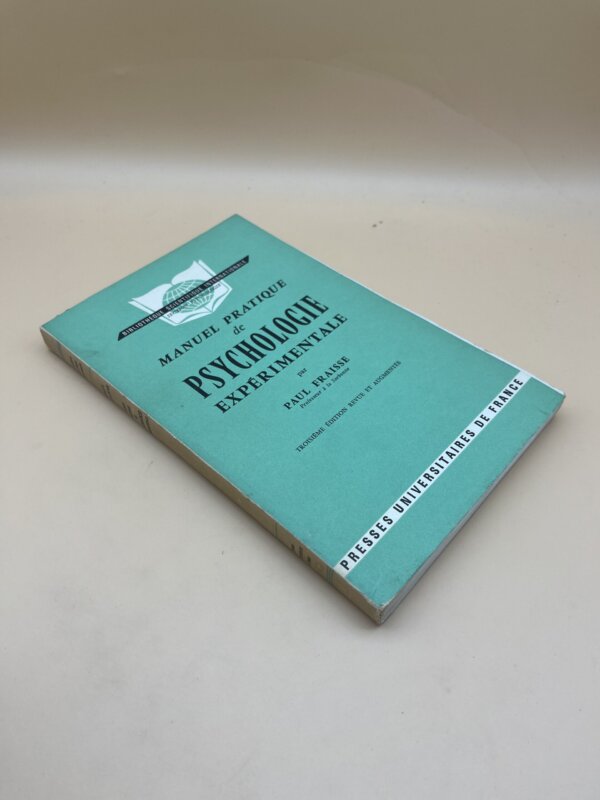 BIBLIOTHÈQUE SCIENTIFIQUE INTERNATIONALE
MANUEL PRATIQUE
de
PSYCHOLOGIE
EXPÉRIMENTALE
par
PAUL FRAISSE
Professeur à la Sorbonne
TROISIÈME ÉDITION REVUE ET AUGMENTÉE
PRESSES UNIVERSITAIRES DE FRANCE